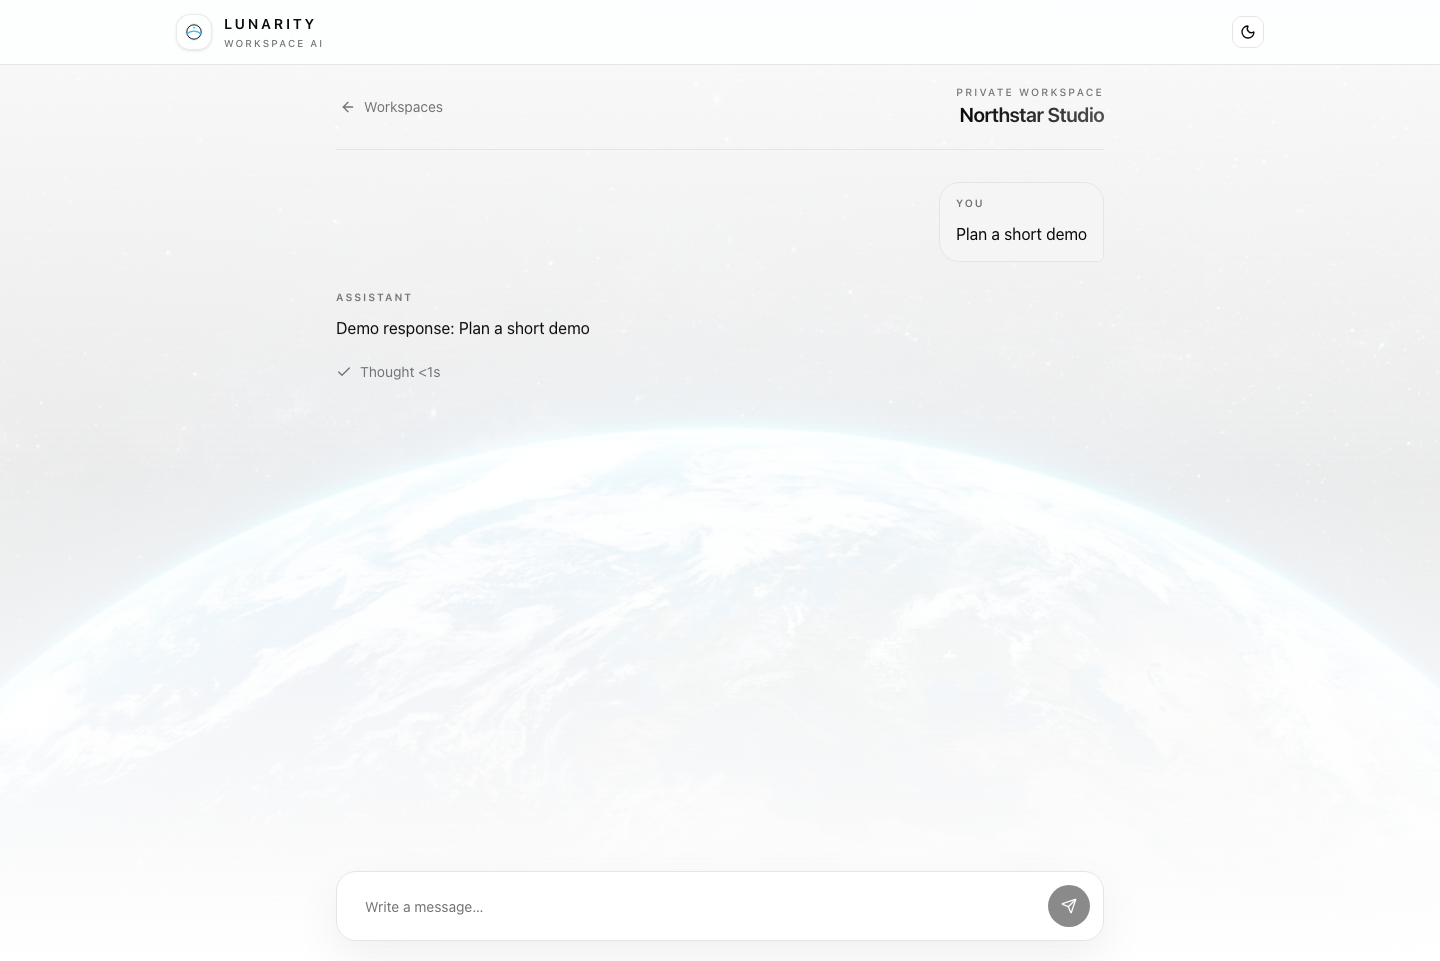 LUNARITY
WORKSPACE AI
Workspaces
PRIVATE WORKSPACE
Northstar Studio
YOU
Plan a short demo
ASSISTANT
Demo response: Plan a short demo
Thought <1s
Write a message...